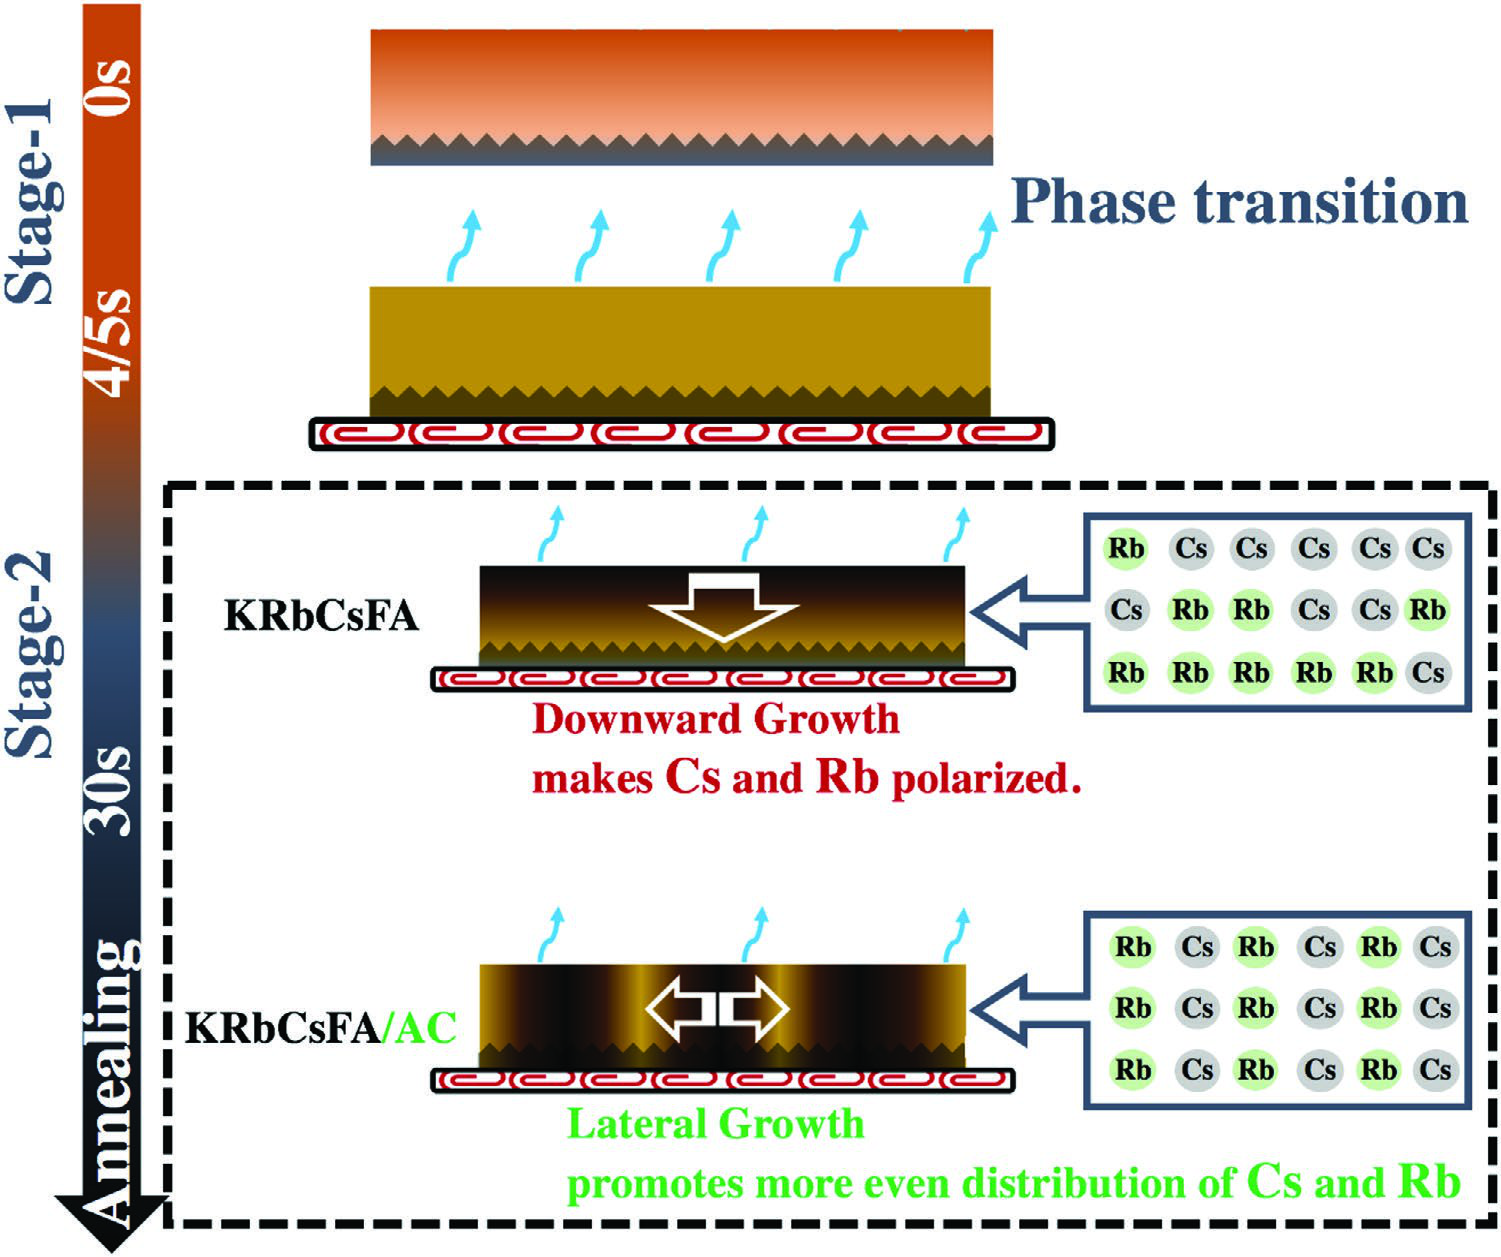 Stage-1
0s
4/5s
Phase transition
Stage-2
30s
Annealing
KRbCsFA
Rb Cs Cs Cs Cs Cs
Cs Rb Rb Cs Cs Rb
Rb Rb Rb Rb Rb Cs
Downward Growth
makes Cs and Rb polarized.
KRbCsFA/AC
Rb Cs Rb Cs Rb Cs
Rb Cs Rb Cs Rb Cs
Rb Cs Rb Cs Rb Cs
Lateral Growth
promotes more even distribution of Cs and Rb